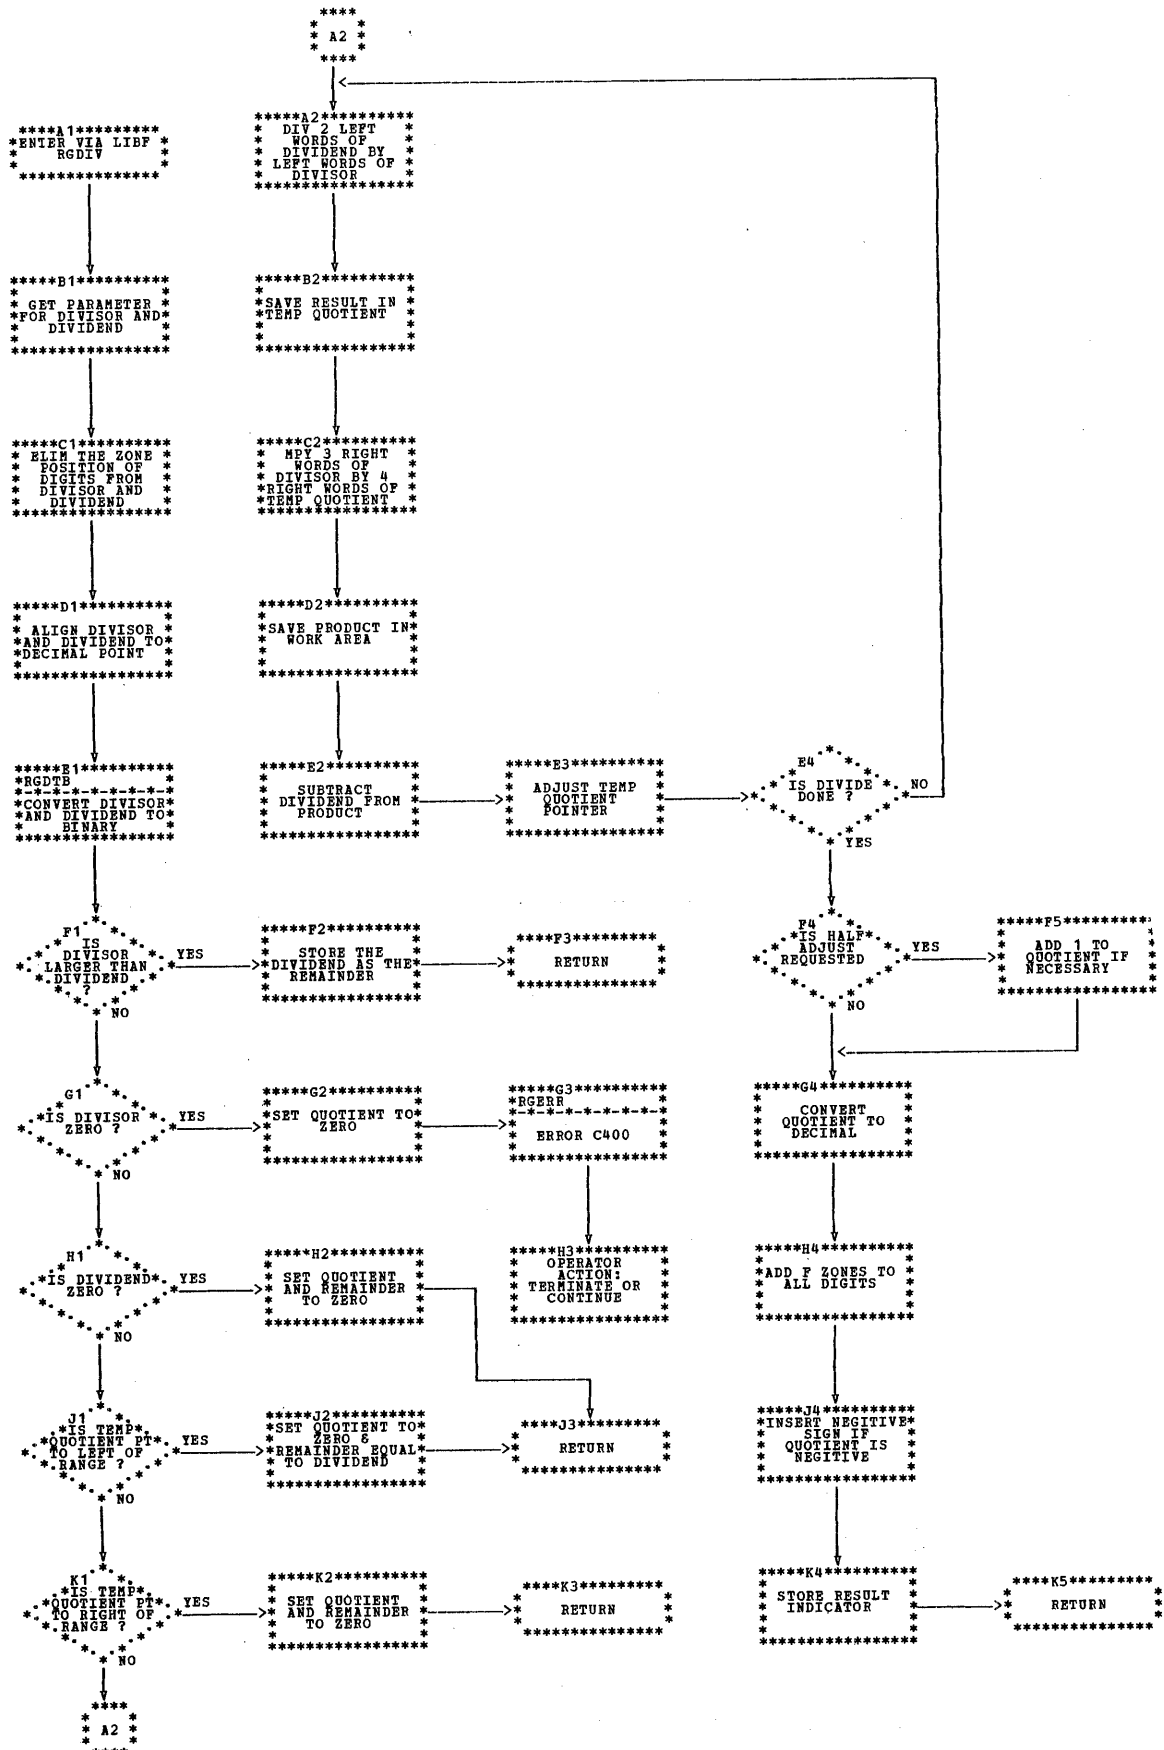 A2
A1
ENTER VIA LIBF
RGDIV
B1
GET PARAMETER
FOR DIVISOR AND
DIVIDEND
C1
ELIM THE ZONE
POSITION OF
DIGITS FROM
DIVISOR AND
DIVIDEND
D1
ALIGN DIVISOR
AND DIVIDEND TO
DECIMAL POINT
E1
RGDTB
CONVERT DIVISOR
AND DIVIDEND TO
BINARY
F1
IS
DIVISOR
LARGER THAN
DIVIDEND
?
YES
NO
G1
IS DIVISOR
ZERO ?
YES
NO
H1
IS DIVIDEND
ZERO ?
YES
NO
J1
IS TEMP
QUOTIENT PT
TO LEFT OF
RANGE ?
YES
NO
K1
IS TEMP
QUOTIENT PT
TO RIGHT OF
RANGE ?
YES
NO
A2
A2
DIV 2 LEFT
WORDS OF
DIVIDEND BY
LEFT WORDS OF
DIVISOR
B2
SAVE RESULT IN
TEMP QUOTIENT
C2
MPY 3 RIGHT
WORDS OF
DIVISOR BY 4
RIGHT WORDS OF
TEMP QUOTIENT
D2
SAVE PRODUCT IN
WORK AREA
E2
SUBTRACT
DIVIDEND FROM
PRODUCT
F2
STORE THE
DIVIDEND AS THE
REMAINDER
G2
SET QUOTIENT TO
ZERO
H2
SET QUOTIENT
AND REMAINDER
TO ZERO
J2
SET QUOTIENT TO
ZERO &
REMAINDER EQUAL
TO DIVIDEND
K2
SET QUOTIENT
AND REMAINDER
TO ZERO
E3
ADJUST TEMP
QUOTIENT
POINTER
F3
RETURN
G3
RGERR
ERROR C400
H3
OPERATOR
ACTION:
TERMINATE OR
CONTINUE
J3
RETURN
K3
RETURN
E4
IS DIVIDE
DONE ?
NO
YES
F4
IS HALF
ADJUST
REQUESTED
YES
NO
G4
CONVERT
QUOTIENT TO
DECIMAL
H4
ADD F ZONES TO
ALL DIGITS
J4
INSERT NEGITIVE
SIGN IF
QUOTIENT IS
NEGITIVE
K4
STORE RESULT
INDICATOR
F5
ADD 1 TO
QUOTIENT IF
NECESSARY
K5
RETURN